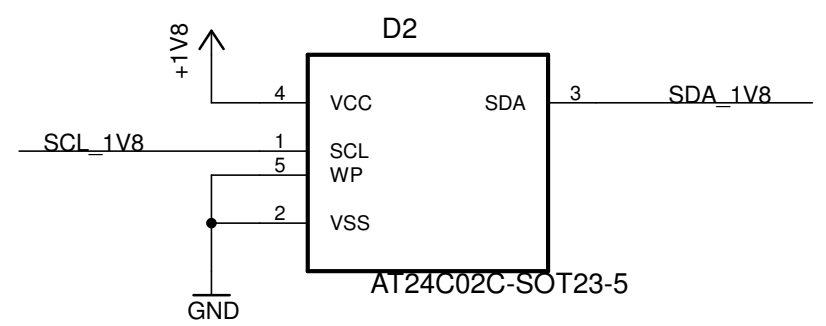 D2
+1V8
4 VCC SDA 3 SDA_1V8
SCL_1V8 1 SCL
5 WP
2 VSS
AT24C02C-SOT23-5
GND